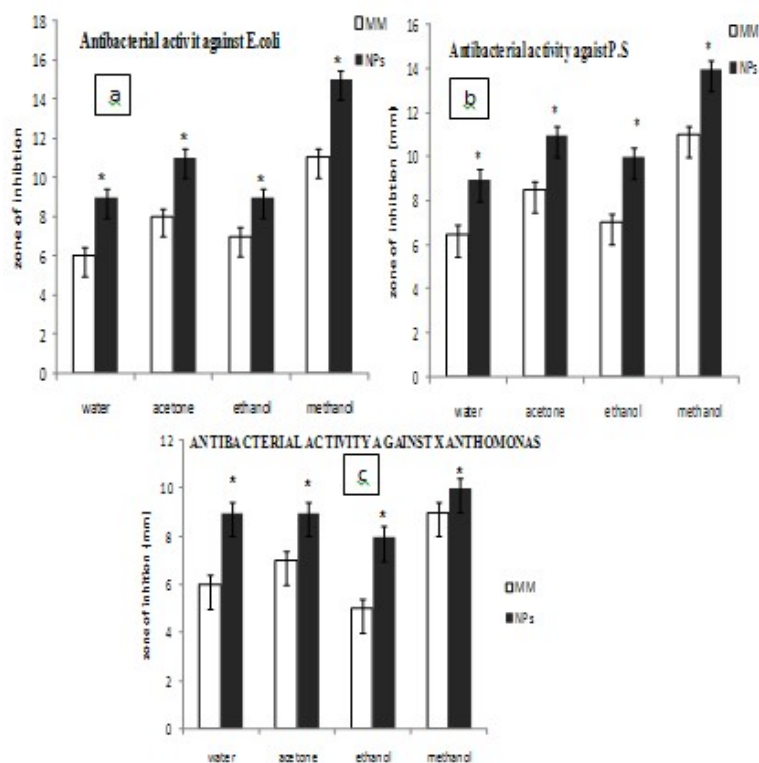 Antibacterial activit against E.coli
MM
NPs
a
zone of inhibtion
18
16
14
12
10
8
6
4
2
0
*
*
*
*
water
acetone
ethanol
methanol
Antibacterial activity agaist P.S
MM
NPs
b
zone of inhibtion (mm)
16
14
12
10
8
6
4
2
0
*
*
*
*
water
acetone
ethanol
methanol
ANTIBACTERIAL ACTIVITY AGAINST XANTHOMONAS
c
zone of inhibtion (mm)
12
10
8
6
4
2
0
*
*
*
*
MM
NPs
water
acetone
ethanol
methanol